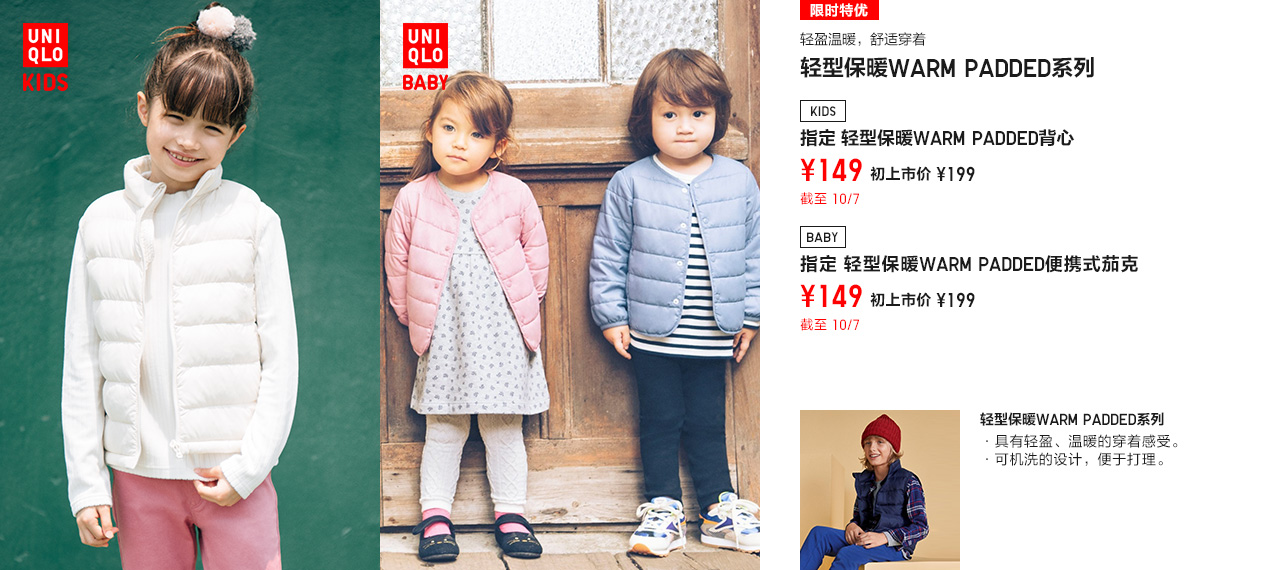 UNI
QLO
KIDS
UNI
QLO
BABY
限时特优
轻盈温暖，舒适穿着
轻型保暖WARM PADDED系列
KIDS
指定 轻型保暖WARM PADDED背心
¥149 初上市价 ¥199
截至 10/7
BABY
指定 轻型保暖WARM PADDED便携式茄克
¥149 初上市价 ¥199
截至 10/7
轻型保暖WARM PADDED系列
·具有轻盈、温暖的穿着感受。
·可机洗的设计，便于打理。